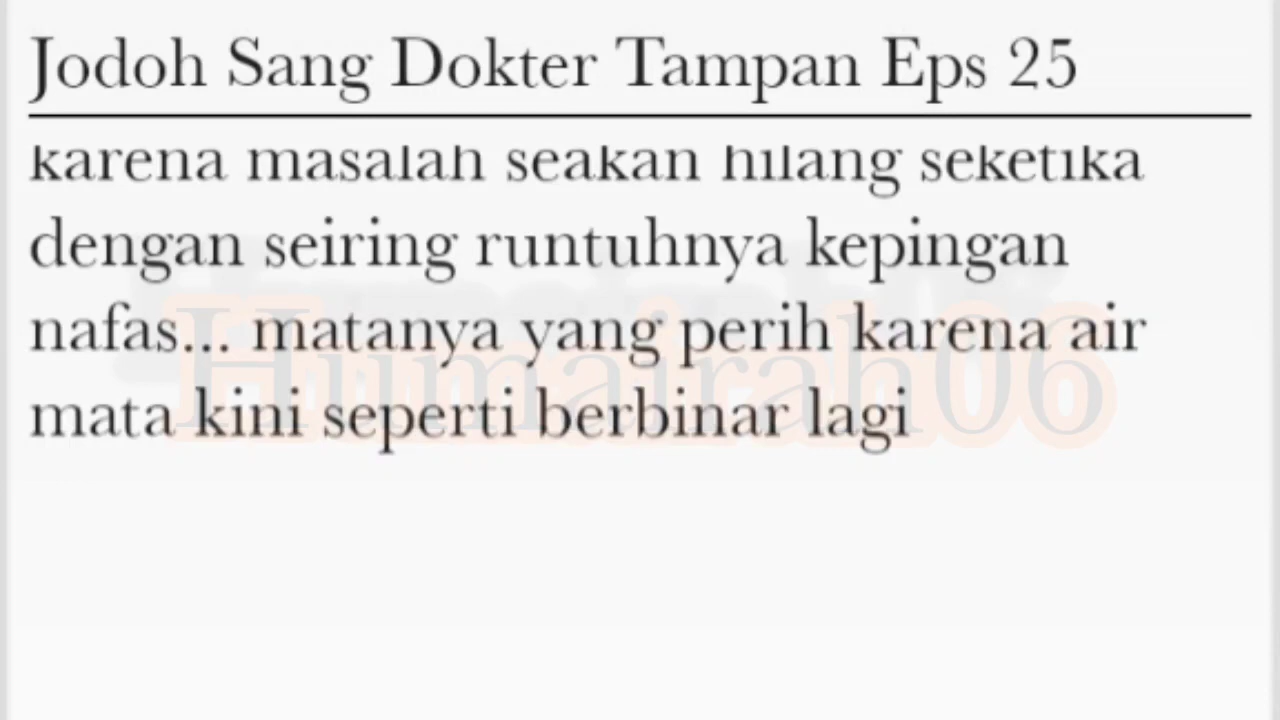 Jodoh Sang Dokter Tampan Eps 25
karena masalah seakan hilang seketika
dengan seiring runtuhnya kepingan
nafas... matanya yang perih karena air
mata kini seperti berbinar lagi
Humairah06